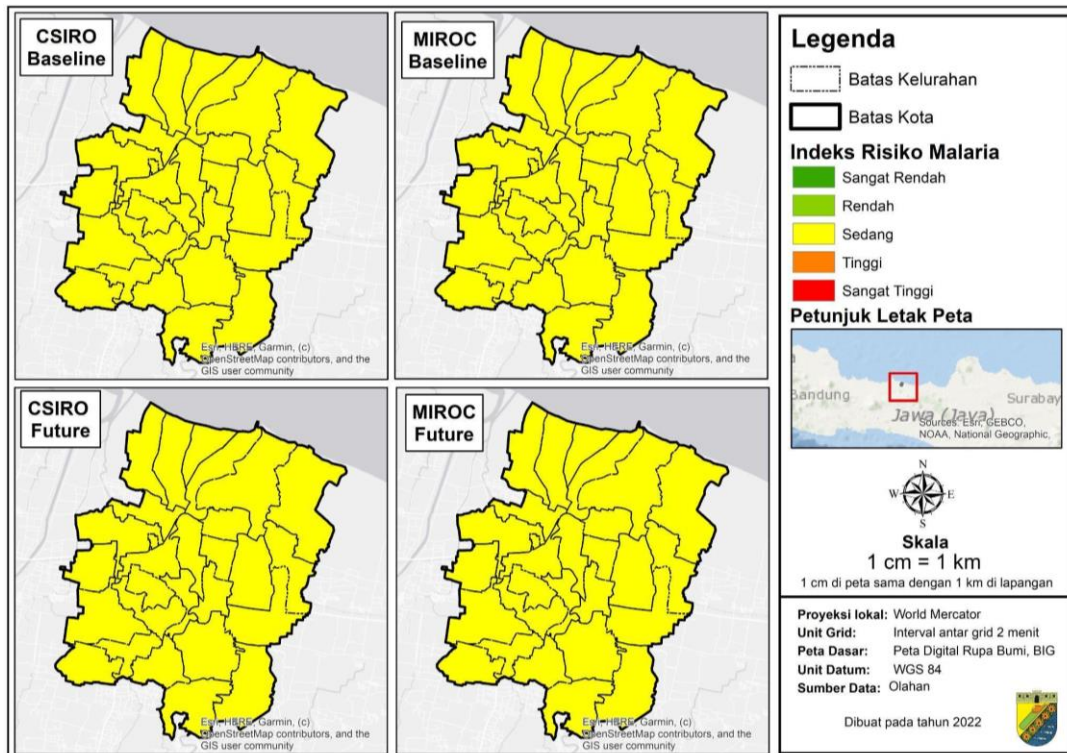 CSIRO
Baseline
Esri, HERE, Garmin, (c)
OpenStreetMap contributors, and the
GIS user community
MIROC
Baseline
Esri, HERE, Garmin, (c)
OpenStreetMap contributors, and the
GIS user community
CSIRO
Future
Esri, HERE, Garmin, (c)
OpenStreetMap contributors, and the
GIS user community
MIROC
Future
Esri, HERE, Garmin, (c)
OpenStreetMap contributors, and the
GIS user community
Legenda
Batas Kelurahan
Batas Kota
Indeks Risiko Malaria
Sangat Rendah
Rendah
Sedang
Tinggi
Sangat Tinggi
Petunjuk Letak Peta
Bandung
Surabay
Jawa (Java)
Sources: Esri, GEBCO,
NOAA, National Geographic,
N
W E
S
Skala
1 cm = 1 km
1 cm di peta sama dengan 1 km di lapangan
Proyeksi lokal: World Mercator
Unit Grid: Interval antar grid 2 menit
Peta Dasar: Peta Digital Rupa Bumi, BIG
Unit Datum: WGS 84
Sumber Data: Olahan
Dibuat pada tahun 2022